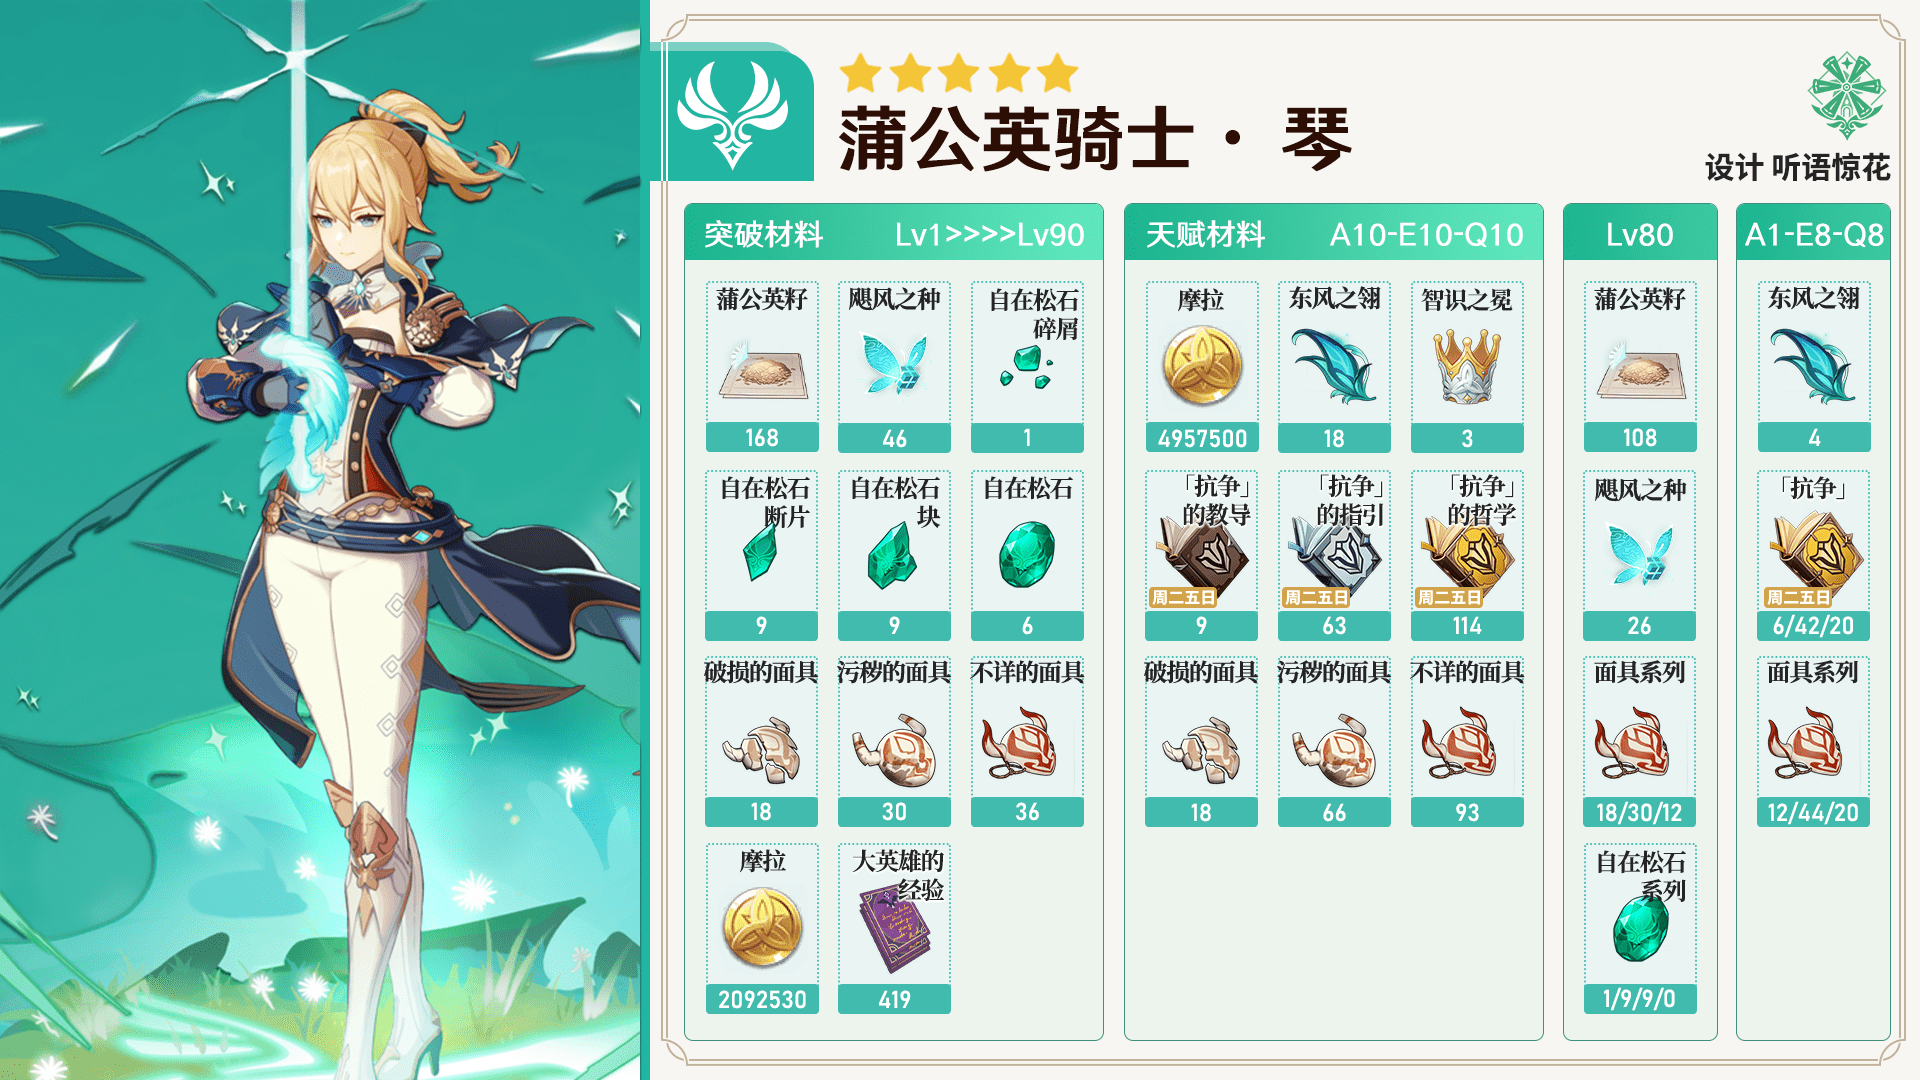 蒲公英骑士·琴
设计 听语惊花
突破材料 Lv1>>>>Lv90
蒲公英籽
168
飓风之种
46
自在松石
碎屑
1
自在松石
断片
9
自在松石
块
9
自在松石
6
破损的面具
18
污秽的面具
30
不详的面具
36
摩拉
2092530
大英雄的
经验
419
天赋材料 A10-E10-Q10
摩拉
4957500
东风之翎
18
智识之冕
3
「抗争」
的教导
周二五日
9
「抗争」
的指引
周二五日
63
「抗争」
的哲学
周二五日
114
破损的面具
18
污秽的面具
66
不详的面具
93
Lv80
蒲公英籽
108
飓风之种
26
面具系列
18/30/12
自在松石
系列
1/9/9/0
A1-E8-Q8
东风之翎
4
「抗争」
周二五日
6/42/20
面具系列
12/44/20